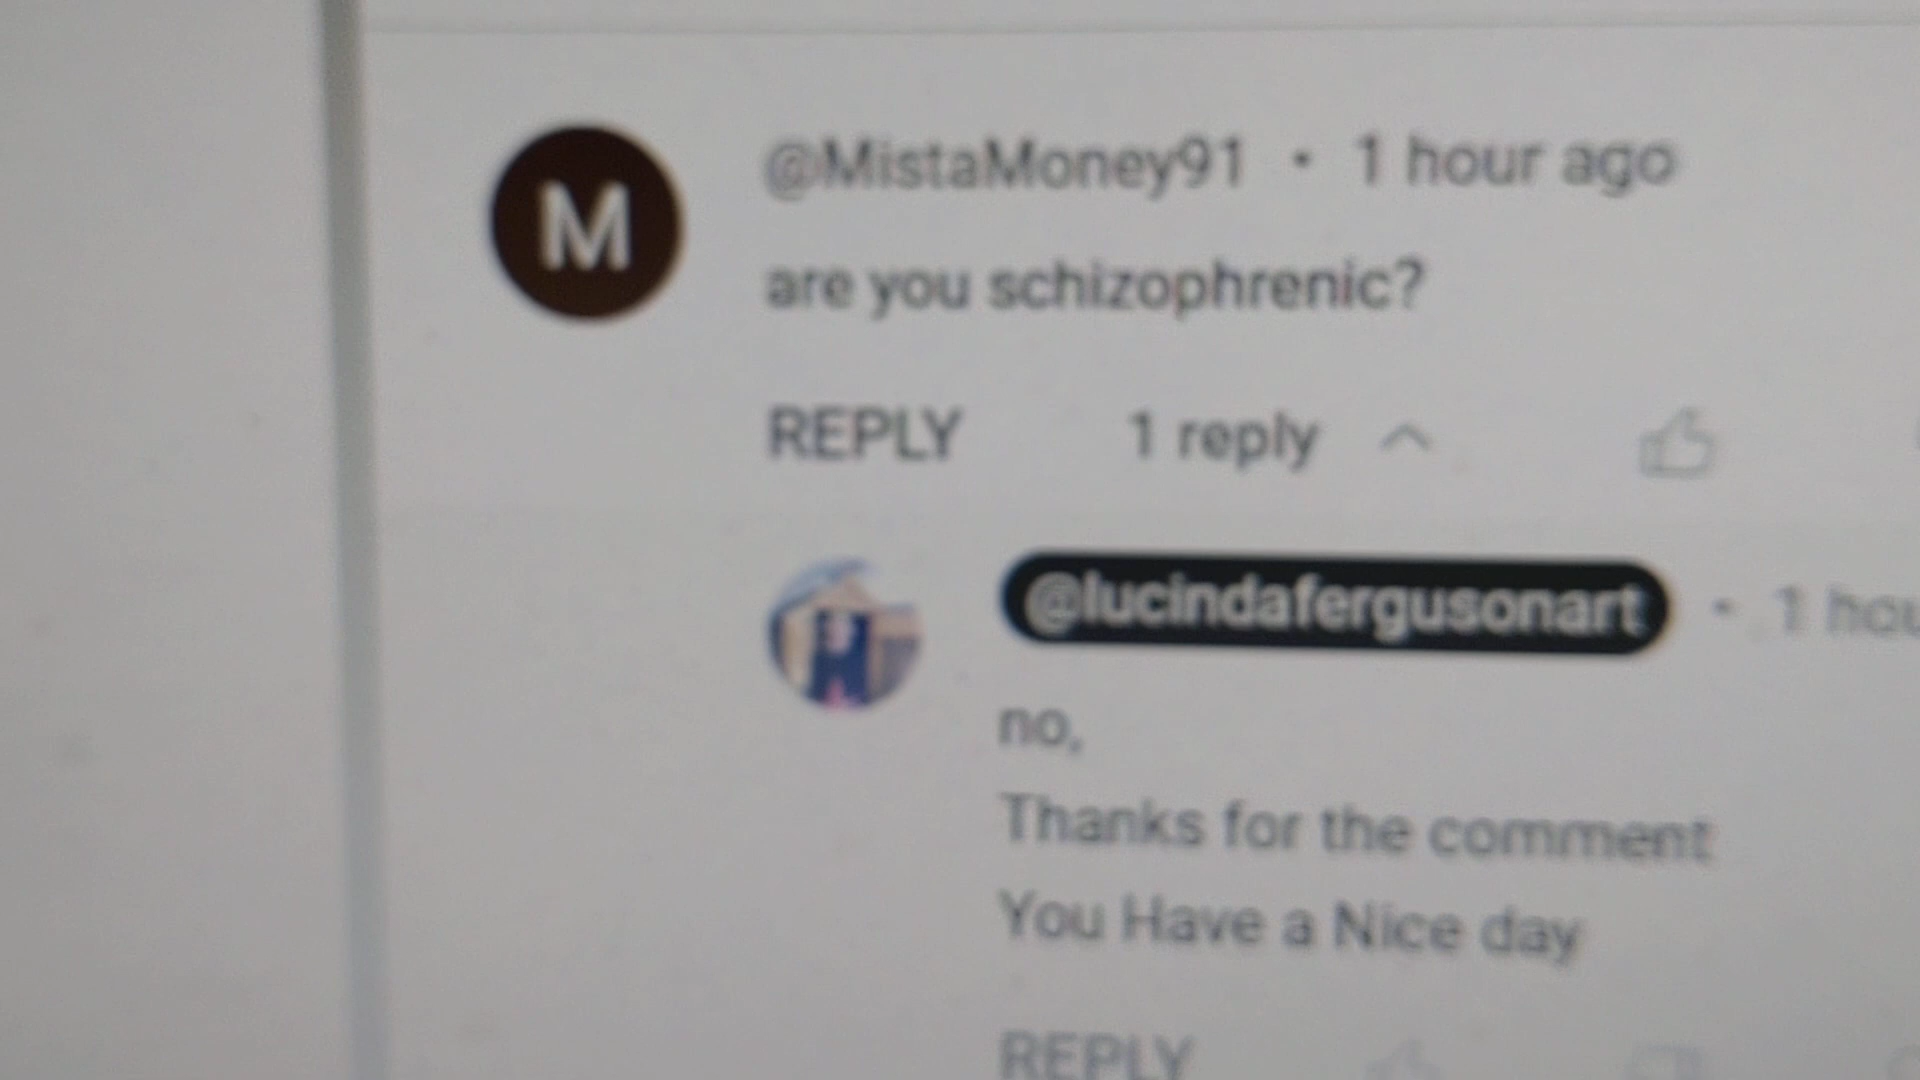 M
@MistaMoney91 • 1 hour ago
are you schizophrenic?
REPLY 1 reply
@lucindafergusonart • 1 hou
no,
Thanks for the comment
You Have a Nice day
REPLY